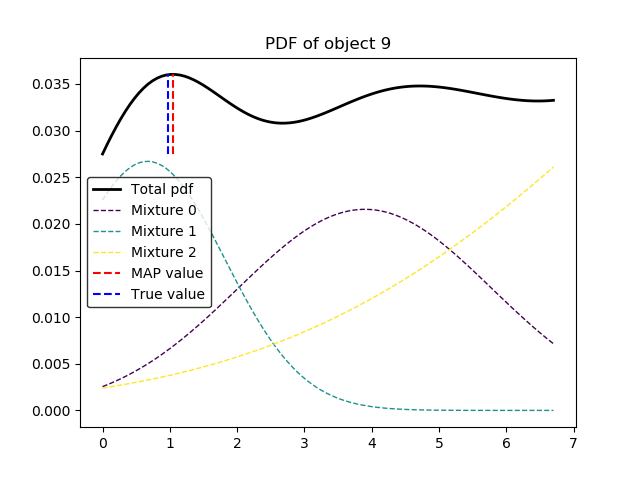 PDF of object 9
0.035
0.030
0.025
0.020
0.015
0.010
0.005
0.000
Total pdf
Mixture 0
Mixture 1
Mixture 2
MAP value
True value
0 1 2 3 4 5 6 7